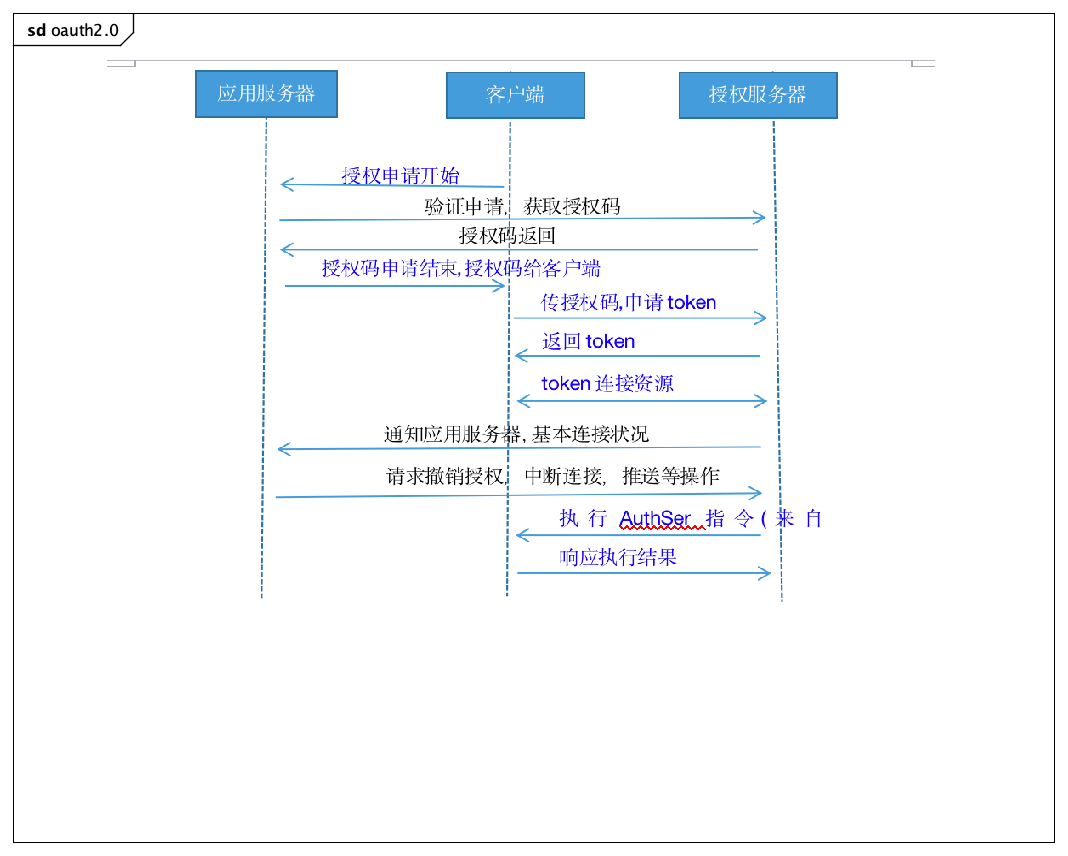 sd oauth2.0
应用服务器
客户端
授权服务器
授权申请开始
验证申请, 获取授权码
授权码返回
授权码申请结束,授权码给客户端
传授权码,申请 token
返回 token
token 连接资源
通知应用服务器, 基本连接状况
请求撤销授权, 中断连接, 推送等操作
执 行 AuthSer 指 令 ( 来 自
响应执行结果